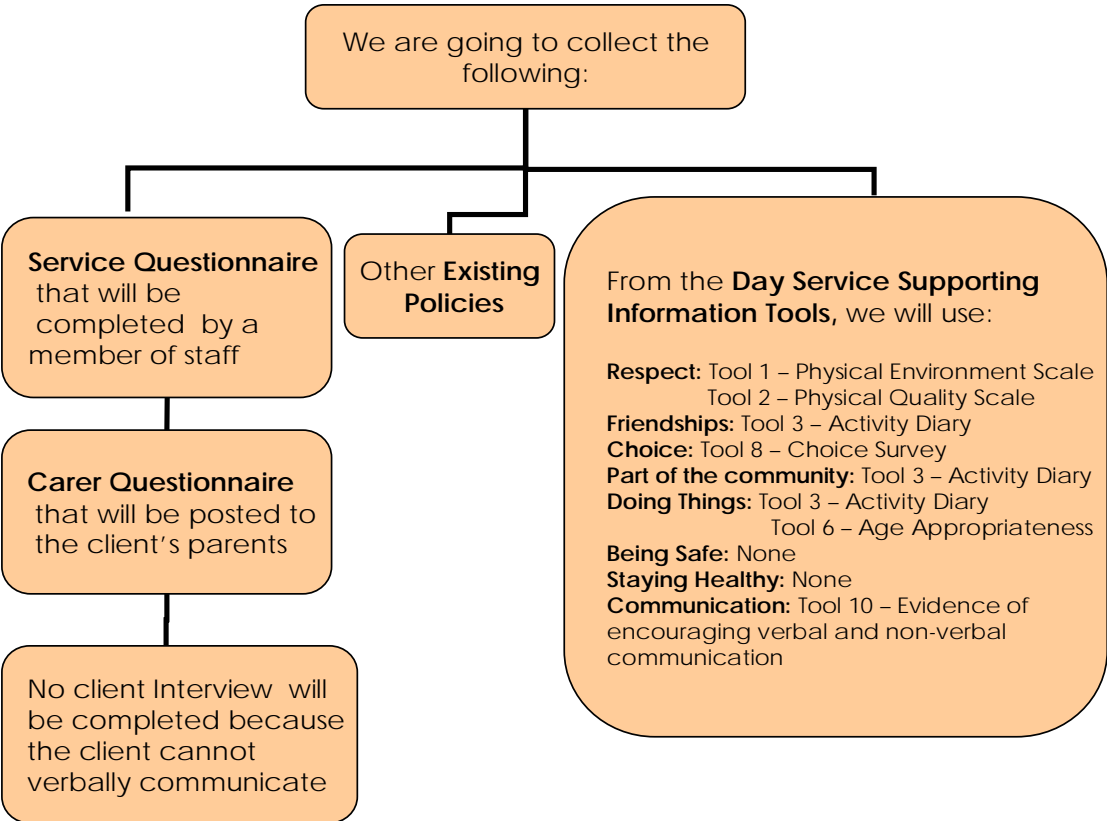 We are going to collect the
following:
Service Questionnaire
that will be
completed by a
member of staff
Carer Questionnaire
that will be posted to
the client's parents
No client Interview will
be completed because
the client cannot
verbally communicate
Other Existing
Policies
From the Day Service Supporting
Information Tools, we will use:
Respect: Tool 1 – Physical Environment Scale
Tool 2 – Physical Quality Scale
Friendships: Tool 3 – Activity Diary
Choice: Tool 8 – Choice Survey
Part of the community: Tool 3 – Activity Diary
Doing Things: Tool 3 – Activity Diary
Tool 6 – Age Appropriateness
Being Safe: None
Staying Healthy: None
Communication: Tool 10 – Evidence of
encouraging verbal and non-verbal
communication